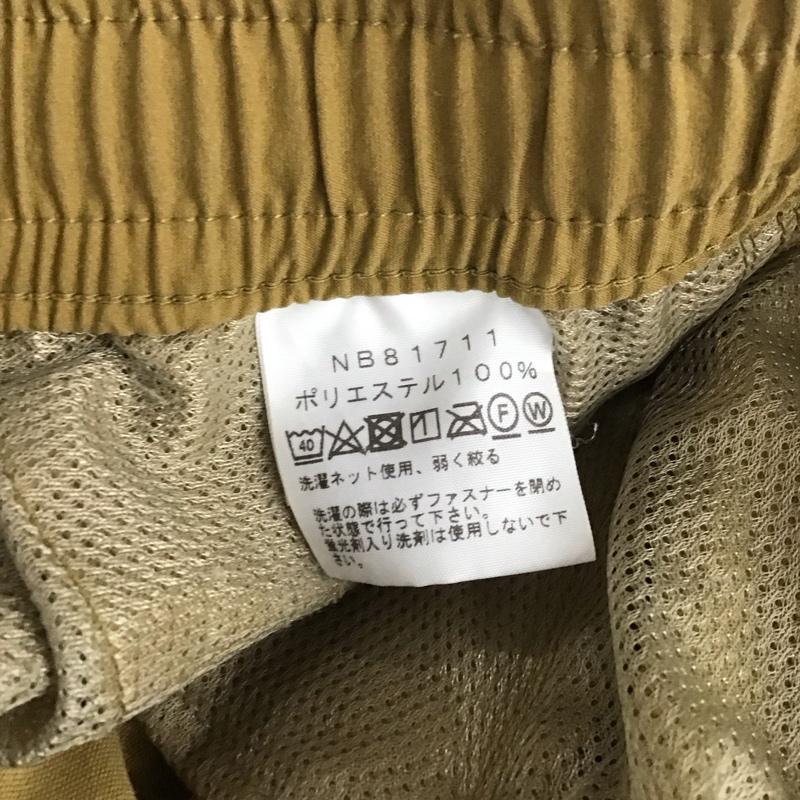 NB81711
ポリエステル100%
40 F W
洗濯ネット使用、弱く絞る
洗濯の際は必ずファスナーを閉め
た状態で行って下さい。
蛍光剤入り洗剤は使用しないで下
さい。